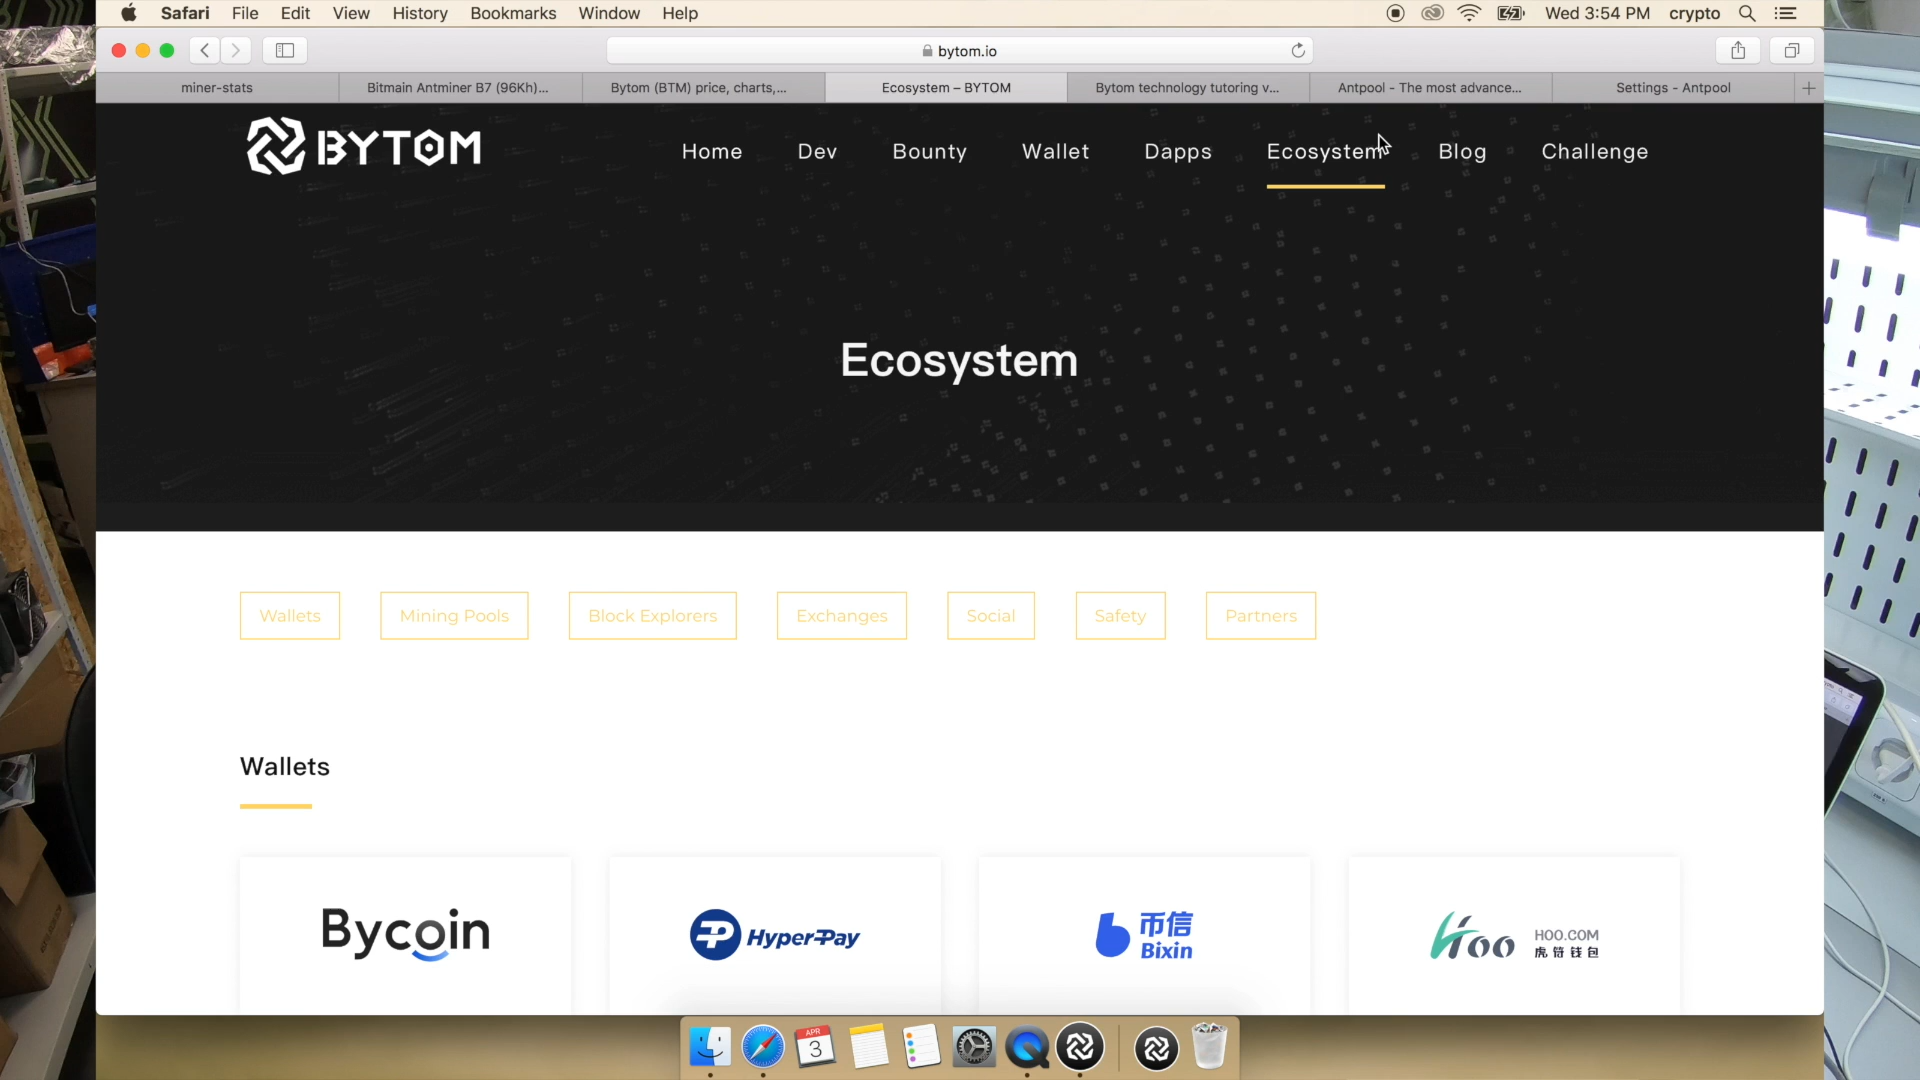 Safari File Edit View History Bookmarks Window Help Wed 3:54 PM crypto
bytom.io
miner-stats Bitmain Antminer B7 (96Kh)... Bytom (BTM) price, charts,... Ecosystem – BYTOM Bytom technology tutoring v... Antpool - The most advance... Settings - Antpool
BYTOM
Home Dev Bounty Wallet Dapps Ecosystem Blog Challenge
Ecosystem
Wallets Mining Pools Block Explorers Exchanges Social Safety Partners
Wallets
Bycoin
HyperPay
币信
Bixin
Hoo
HOO.COM
虎符钱包
APR
3